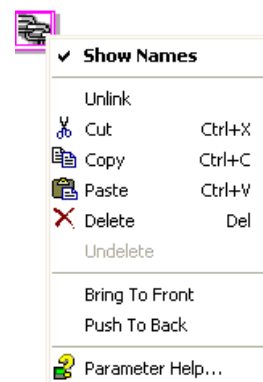 Show Names
Unlink
Cut Ctrl+X
Copy Ctrl+C
Paste Ctrl+V
Delete Del
Undelete
Bring To Front
Push To Back
Parameter Help...